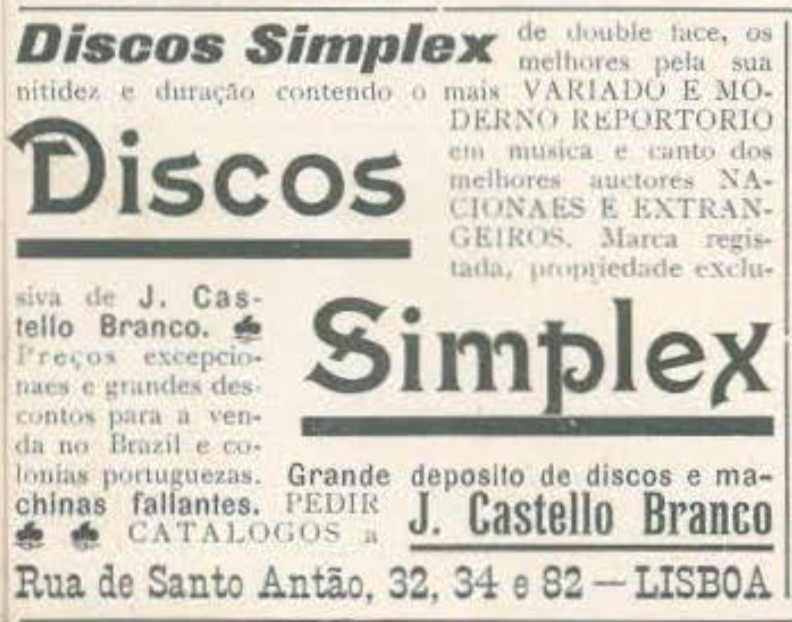 Discos Simplex de double face, os
melhores pela sua
nitidez e duração contendo o mais VARIADO E MO-
DERNO REPORTORIO
em musica e canto dos
melhores auctores NA-
CIONAES E EXTRAN-
GEIROS. Marca regis-
tada, propriedade exclu-
Discos
siva de J. Cas-
tello Branco.
Preços excepcio-
naes e grandes des-
contos para a ven-
da no Brazil e co-
lonias portuguezas.
Simplex
Grande deposito de discos e ma-
chinas fallantes. PEDIR
CATALOGOS a
J. Castello Branco
Rua de Santo Antão, 32, 34 e 82 — LISBOA